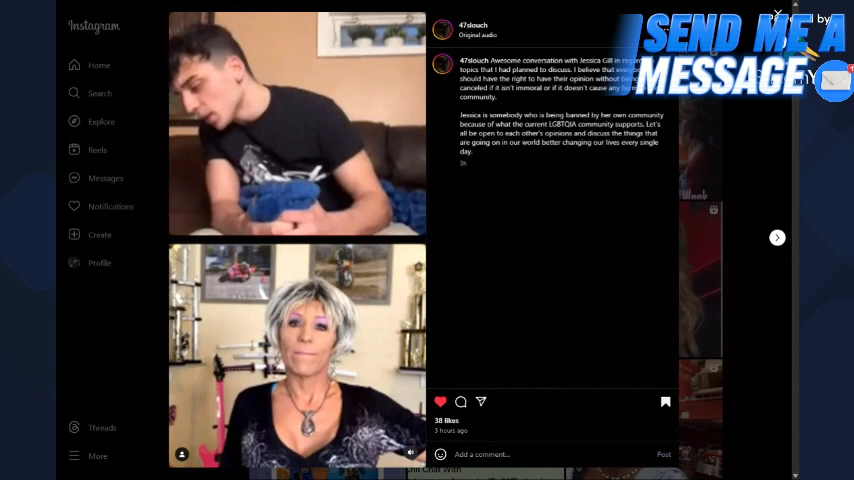 Instagram
Home
Search
Explore
Reels
Messages
Notifications
Create
Profile
Threads
More
47slouch
Original audio
47slouch Awesome conversation with Jessica Gill in
topics that I had planned to discuss. I believe that
should have the right to have their opinion without
canceled if it isn't immoral or if it doesn't cause any
community.
Jessica is somebody who is being banned by her own community
because of what the current LGBTQIA community supports. Let's
all be open to each other's opinions and discuss the things that
are going on in our world better changing our lives every single
day.
3h
38 likes
3 hours ago
Add a comment...
Post
SEND ME A
MESSAGE
by
Chat With